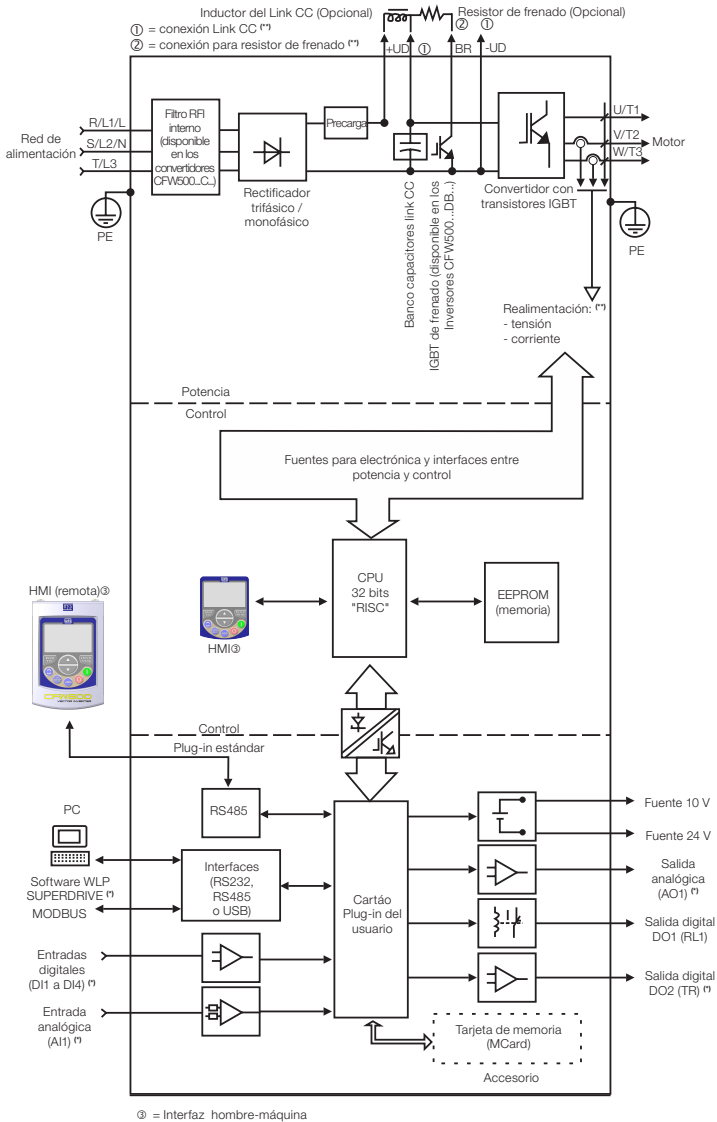 Inductor del Link CC (Opcional)
Resistor de frenado (Opcional)
① = conexión Link CC (**)
② = conexión para resistor de frenado (**)
② ①
+UD ① BR -UD
R/L1/L
S/L2/N
T/L3
Red de
alimentación
PE
Filtro RFI
interno
(disponible
en los
convertidores
CFW500...C..)
Rectificador
trifásico /
monofásico
Precarga
Banco capacitores link CC
IGBT de frenado (disponible en los
Inversores CFW500...DB...)
Convertidor con
transistores IGBT
U/T1
V/T2
W/T3
Motor
PE
Realimentación: (**)
- tensión
- corriente
Potencia
Control
Fuentes para electrónica y interfaces entre
potencia y control
CPU
32 bits
"RISC"
EEPROM
(memoria)
HMI③
HMI (remota)③
CFW500
Control
Plug-in estándar
RS485
PC
Software WLP
SUPERDRIVE (*)
MODBUS
Interfaces
(RS232,
RS485
o USB)
Entradas
digitales
(DI1 a DI4) (*)
Entrada
analógica
(AI1) (*)
Cartáo
Plug-in del
usuario
Fuente 10 V
Fuente 24 V
Salida
analógica
(AO1) (*)
Salida digital
DO1 (RL1)
Salida digital
DO2 (TR) (*)
Tarjeta de memoria
(MCard)
Accesorio
③ = Interfaz hombre-máquina